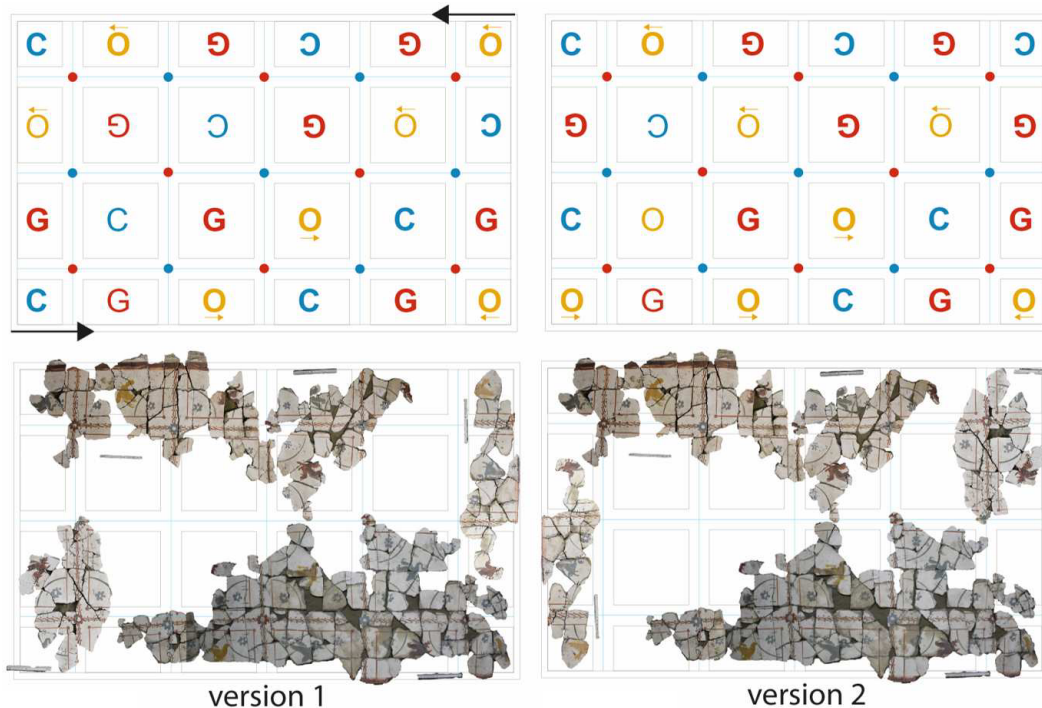 C O G C G O
O G C G O C
G C G O C G
C G O C G O
C O G C G C
G C O G O G
C O G O C G
O G O C G O
version 1
version 2